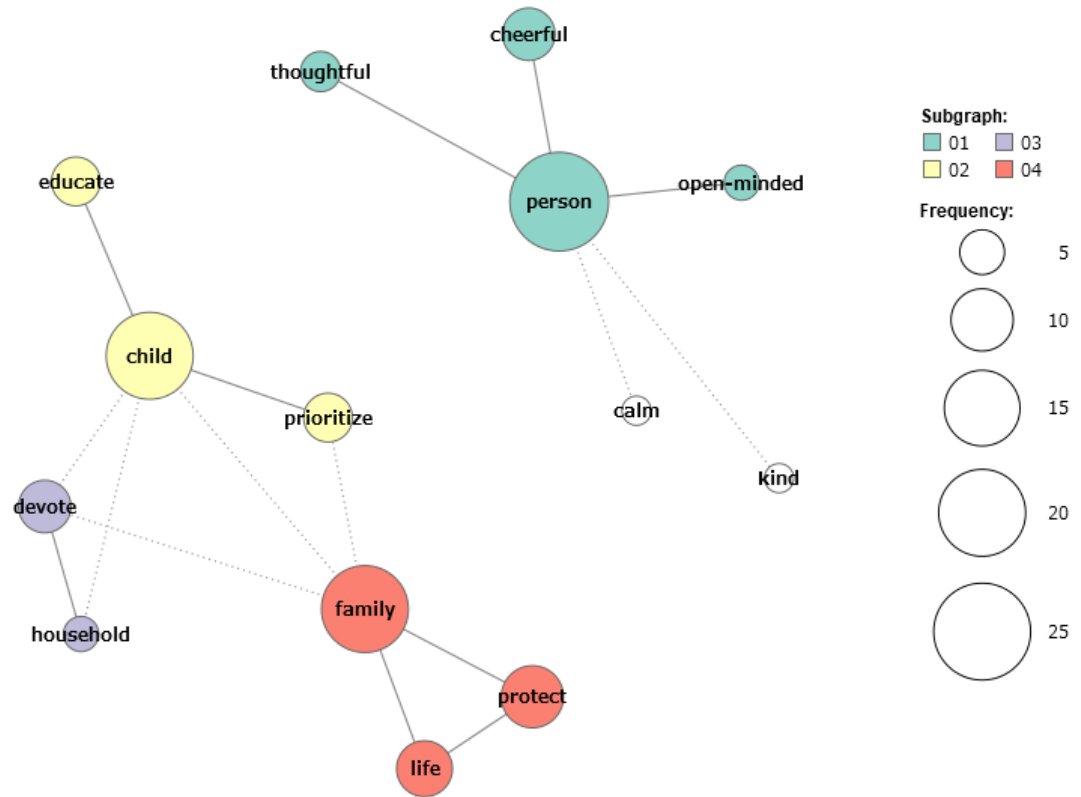 cheerful
thoughtful
educate
open-minded
person
child
calm
prioritize
kind
devote
family
household
protect
life
Subgraph:
01 03
02 04
Frequency:
5
10
15
20
25